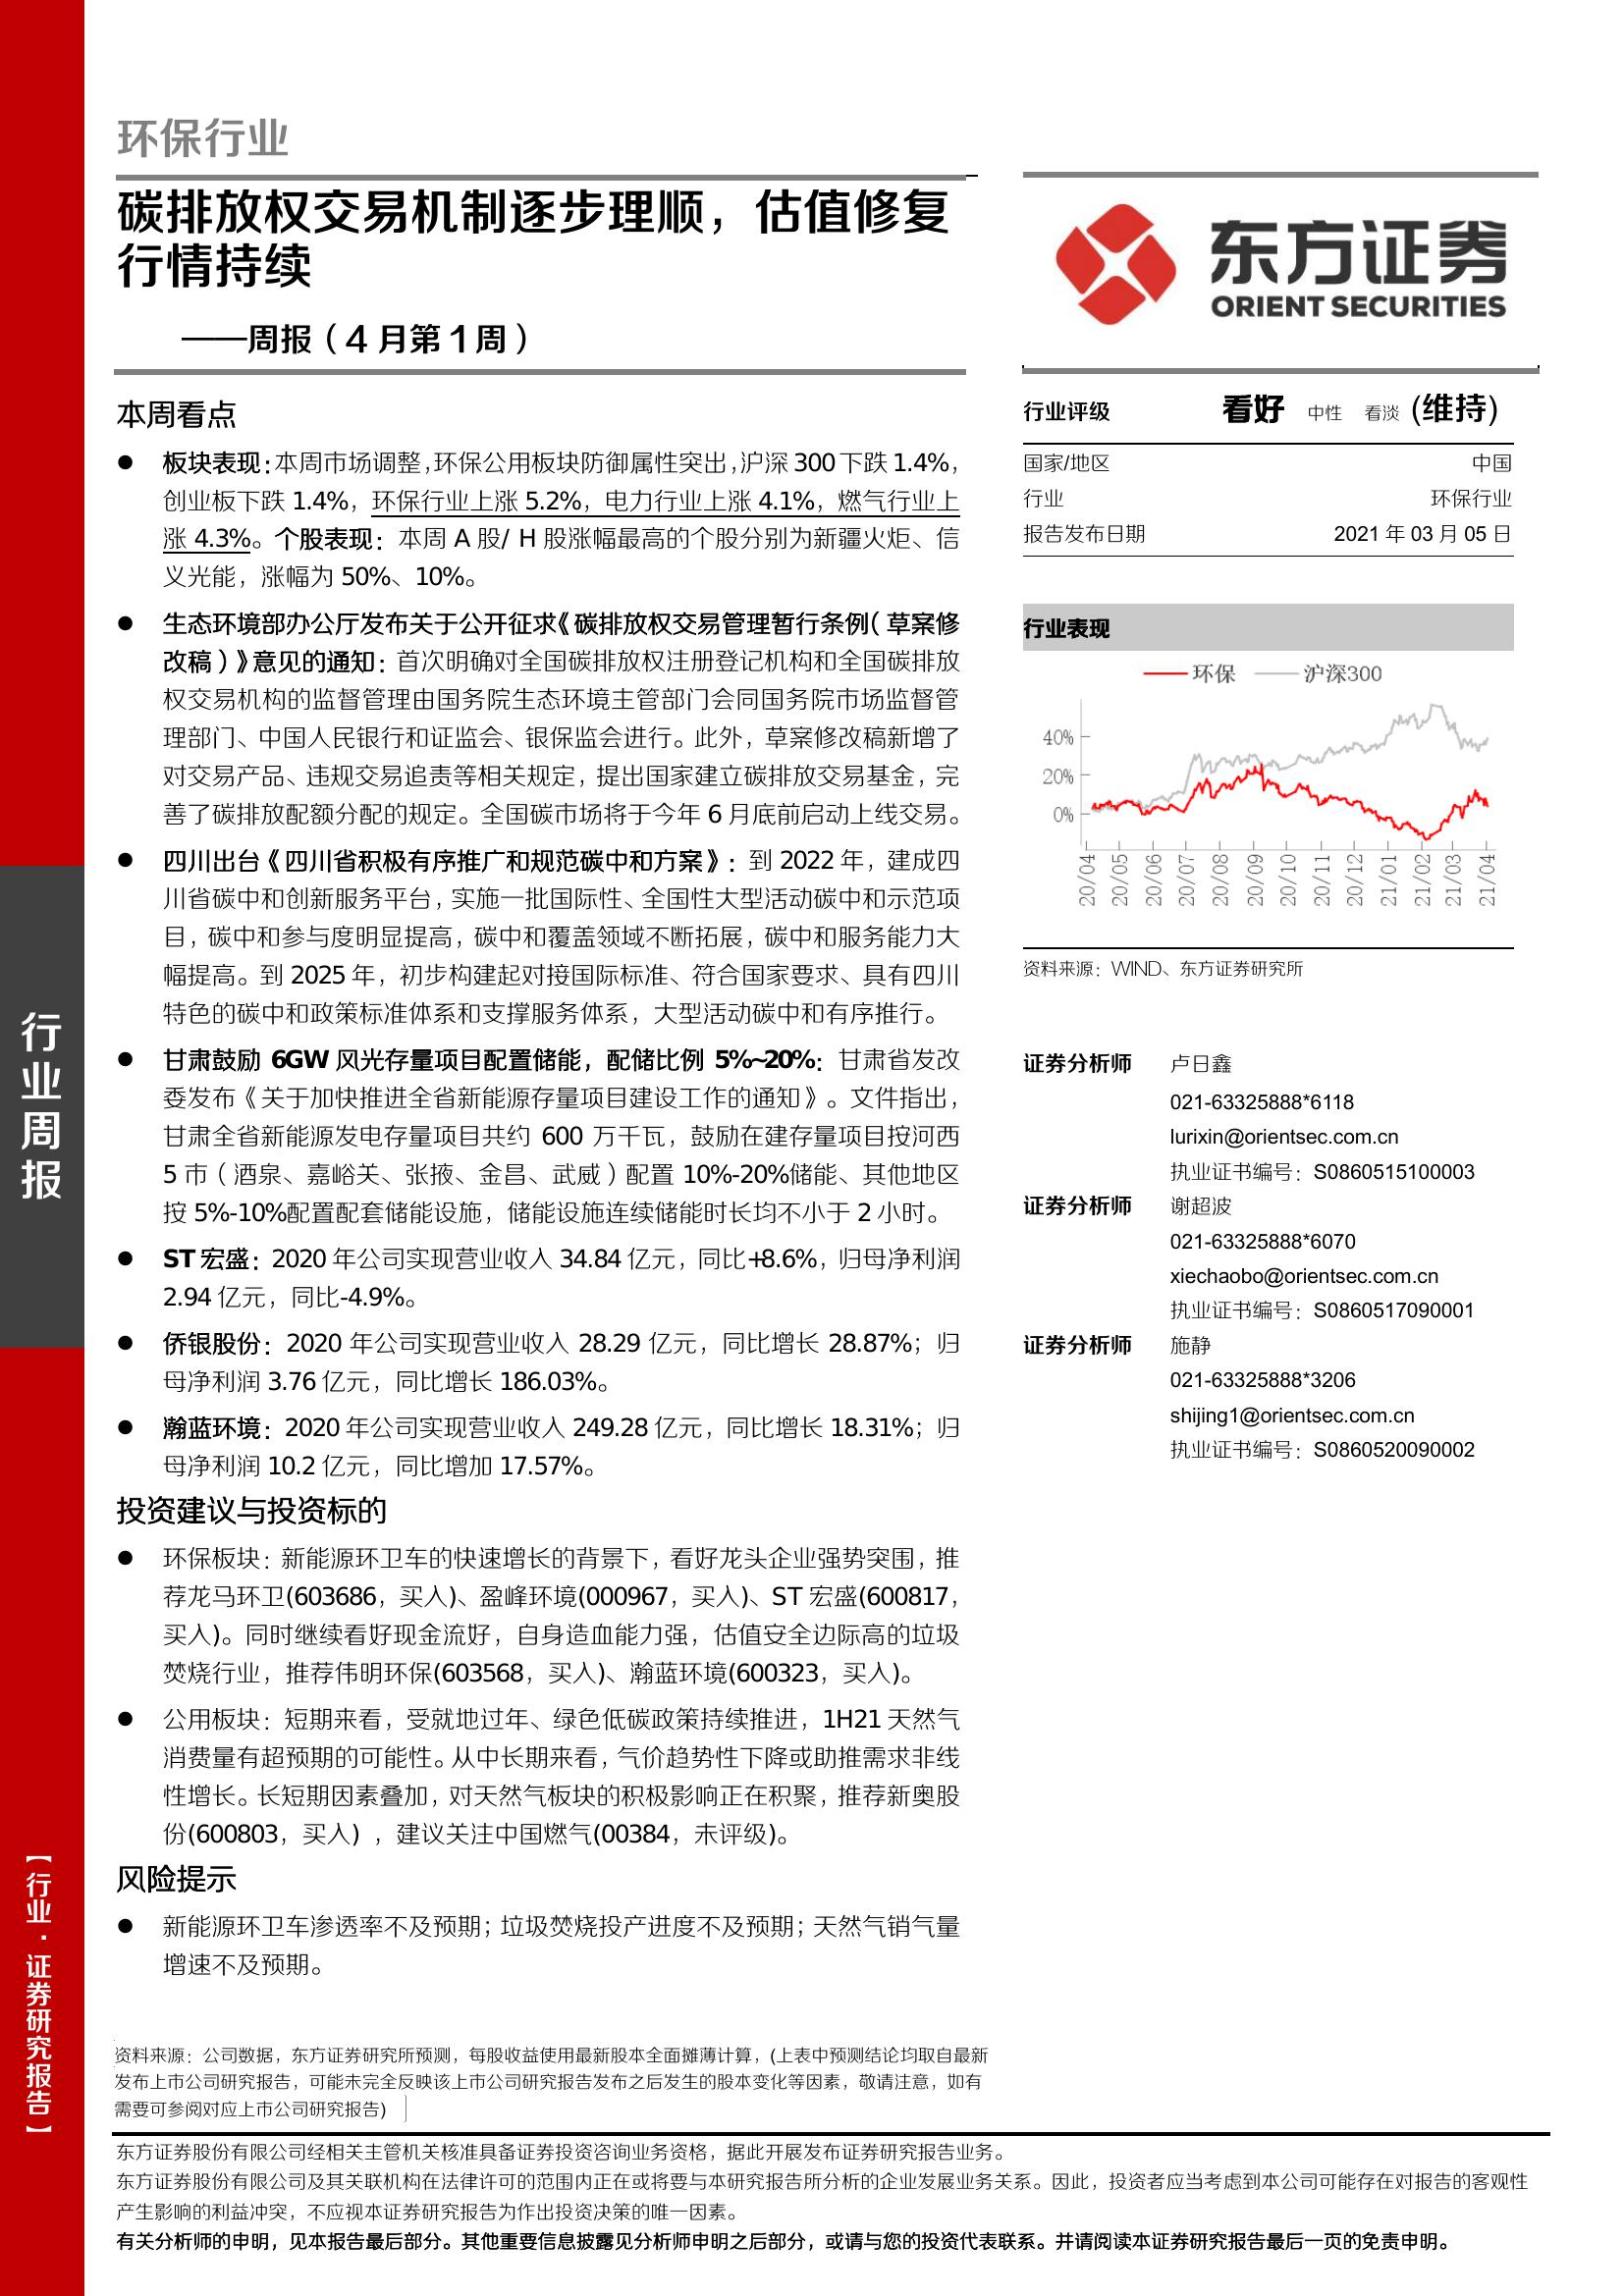 环保行业
碳排放权交易机制逐步理顺，估值修复
行情持续
——周报（4 月第 1 周）
本周看点
● 板块表现：本周市场调整，环保公用板块防御属性突出，沪深 300 下跌 1.4%，
创业板下跌 1.4%，环保行业上涨 5.2%，电力行业上涨 4.1%，燃气行业上
涨 4.3%。个股表现：本周 A 股/ H 股涨幅最高的个股分别为新疆火炬、信
义光能，涨幅为 50%、10%。
● 生态环境部办公厅发布关于公开征求《碳排放权交易管理暂行条例（草案修
改稿）》意见的通知：首次明确对全国碳排放权注册登记机构和全国碳排放
权交易机构的监督管理由国务院生态环境主管部门会同国务院市场监督管
理部门、中国人民银行和证监会、银保监会进行。此外，草案修改稿新增了
对交易产品、违规交易追责等相关规定，提出国家建立碳排放交易基金，完
善了碳排放配额分配的规定。全国碳市场将于今年 6 月底前启动上线交易。
● 四川出台《四川省积极有序推广和规范碳中和方案》：到 2022 年，建成四
川省碳中和创新服务平台，实施一批国际性、全国性大型活动碳中和示范项
目，碳中和参与度明显提高，碳中和覆盖领域不断拓展，碳中和服务能力大
幅提高。到 2025 年，初步构建起对接国际标准、符合国家要求、具有四川
特色的碳中和政策标准体系和支撑服务体系，大型活动碳中和有序推行。
● 甘肃鼓励 6GW 风光存量项目配置储能，配储比例 5%~20%：甘肃省发改
委发布《关于加快推进全省新能源存量项目建设工作的通知》。文件指出，
甘肃全省新能源发电存量项目共约 600 万千瓦，鼓励在建存量项目按河西
5 市（酒泉、嘉峪关、张掖、金昌、武威）配置 10%-20%储能、其他地区
按 5%-10%配置配套储能设施，储能设施连续储能时长均不小于 2 小时。
● ST 宏盛：2020 年公司实现营业收入 34.84 亿元，同比+8.6%，归母净利润
2.94 亿元，同比-4.9%。
● 侨银股份：2020 年公司实现营业收入 28.29 亿元，同比增长 28.87%；归
母净利润 3.76 亿元，同比增长 186.03%。
● 瀚蓝环境：2020 年公司实现营业收入 249.28 亿元，同比增长 18.31%；归
母净利润 10.2 亿元，同比增加 17.57%。
投资建议与投资标的
● 环保板块：新能源环卫车的快速增长的背景下，看好龙头企业强势突围，推
荐龙马环卫(603686，买入)、盈峰环境(000967，买入)、ST 宏盛(600817，
买入)。同时继续看好现金流好，自身造血能力强，估值安全边际高的垃圾
焚烧行业，推荐伟明环保(603568，买入)、瀚蓝环境(600323，买入)。
● 公用板块：短期来看，受就地过年、绿色低碳政策持续推进，1H21 天然气
消费量有超预期的可能性。从中长期来看，气价趋势性下降或助推需求非线
性增长。长短期因素叠加，对天然气板块的积极影响正在积聚，推荐新奥股
份(600803，买入) ，建议关注中国燃气(00384，未评级)。
风险提示
● 新能源环卫车渗透率不及预期；垃圾焚烧投产进度不及预期；天然气销气量
增速不及预期。
东方证券
ORIENT SECURITIES
行业评级 看好 中性 看淡 (维持)
国家/地区 中国
行业 环保行业
报告发布日期 2021 年 03 月 05 日
行业表现
环保 沪深300
40%
20%
0%
20/04 20/05 20/06 20/07 20/08 20/09 20/10 20/11 20/12 21/01 21/02 21/03 21/04
资料来源：WIND、东方证券研究所
证券分析师 卢日鑫
021-63325888*6118
lurixin@orientsec.com.cn
执业证书编号：S0860515100003
证券分析师 谢超波
021-63325888*6070
xiechaobo@orientsec.com.cn
执业证书编号：S0860517090001
证券分析师 施静
021-63325888*3206
shijing1@orientsec.com.cn
执业证书编号：S0860520090002
行业周报
【行业·证券研究报告】
资料来源：公司数据，东方证券研究所预测，每股收益使用最新股本全面摊薄计算，(上表中预测结论均取自最新
发布上市公司研究报告，可能未完全反映该上市公司研究报告发布之后发生的股本变化等因素，敬请注意，如有
需要可参阅对应上市公司研究报告)
东方证券股份有限公司经相关主管机关核准具备证券投资咨询业务资格，据此开展发布证券研究报告业务。
东方证券股份有限公司及其关联机构在法律许可的范围内正在或将要与本研究报告所分析的企业发展业务关系。因此，投资者应当考虑到本公司可能存在对报告的客观性
产生影响的利益冲突，不应视本证券研究报告为作出投资决策的唯一因素。
有关分析师的申明，见本报告最后部分。其他重要信息披露见分析师申明之后部分，或请与您的投资代表联系。并请阅读本证券研究报告最后一页的免责申明。